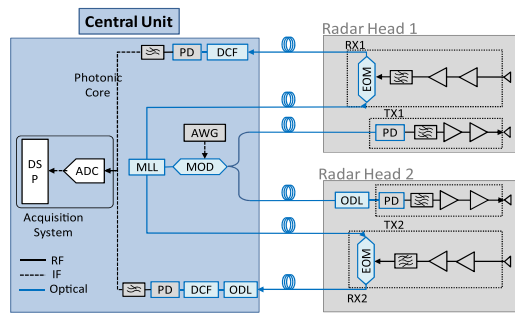 Central Unit
Radar Head 1
RX1
PD
DCF
EOM
Photonic
Core
TX1
AWG
PD
DS
P
ADC
MLL
MOD
Radar Head 2
ODL
PD
Acquisition
System
TX2
RF
IF
Optical
EOM
PD
DCF
ODL
RX2